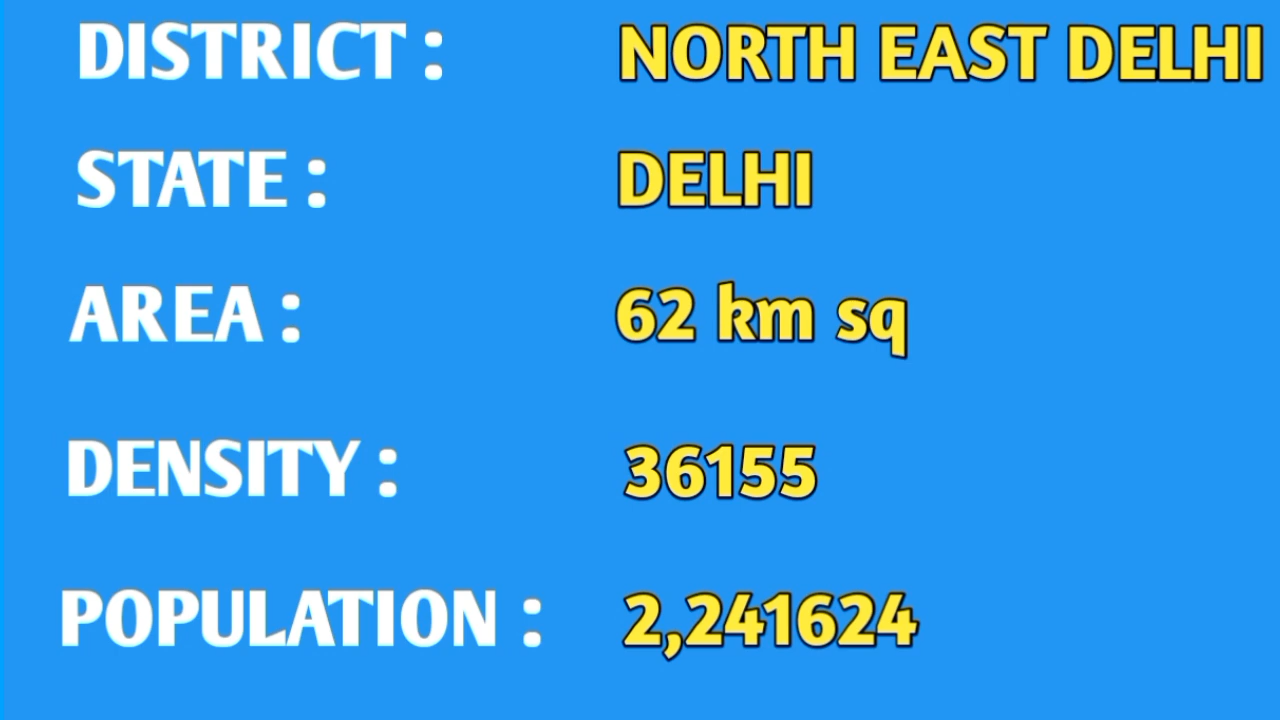 DISTRICT : NORTH EAST DELHI
STATE : DELHI
AREA : 62 km sq
DENSITY : 36155
POPULATION : 2,241624